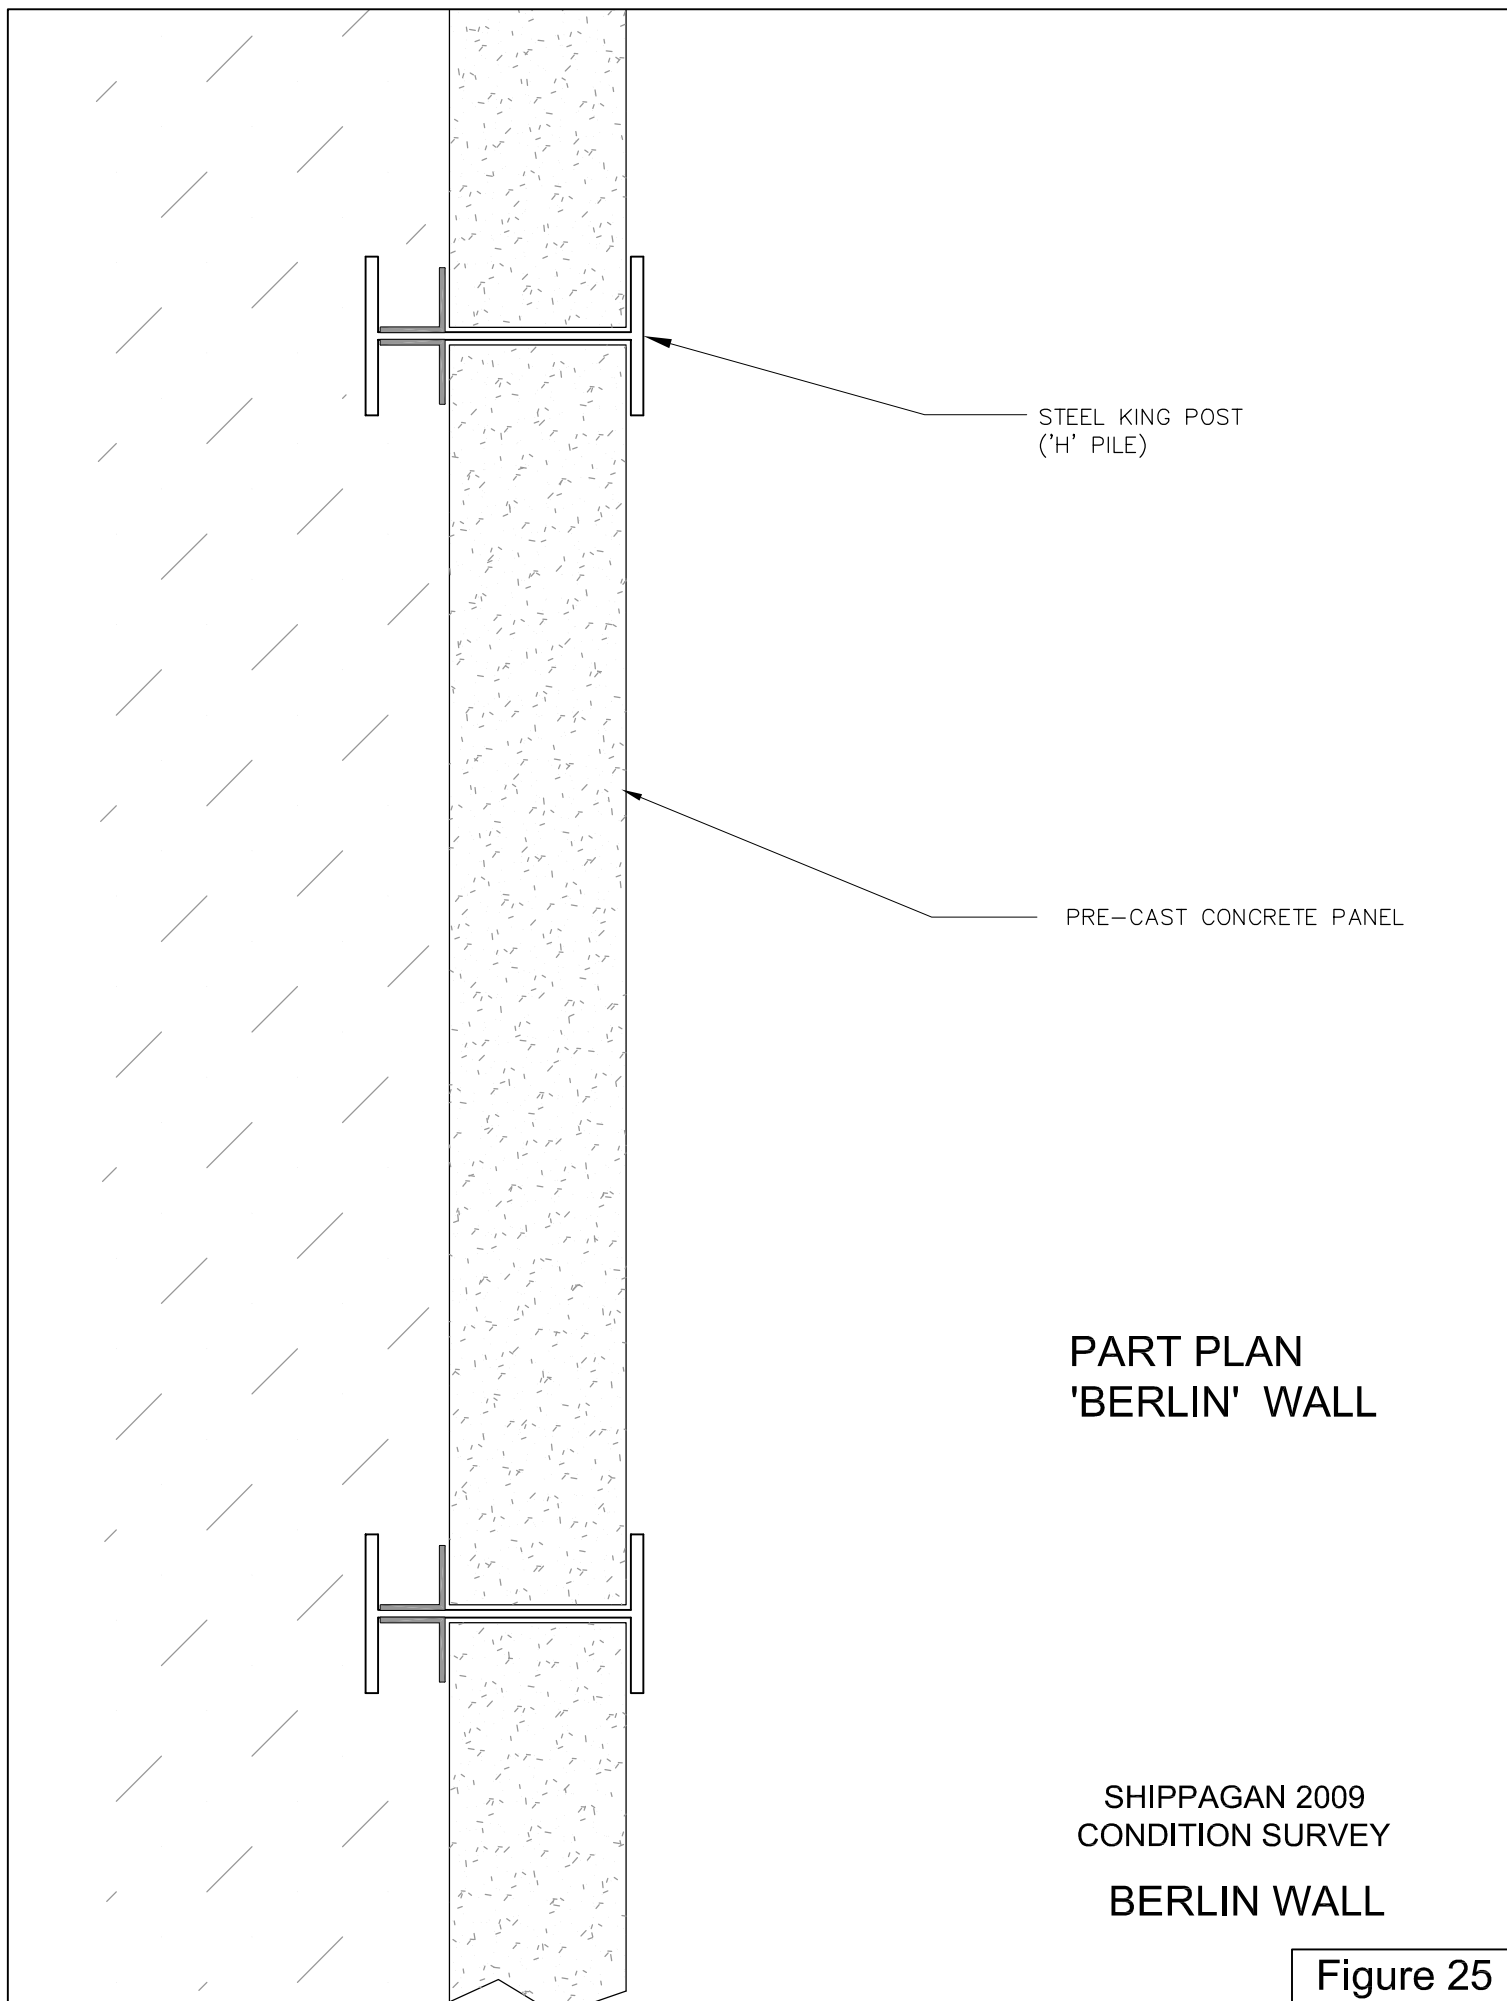 STEEL KING POST
('H' PILE)
PRE-CAST CONCRETE PANEL
PART PLAN
'BERLIN' WALL
SHIPPAGAN 2009
CONDITION SURVEY
BERLIN WALL
Figure 25